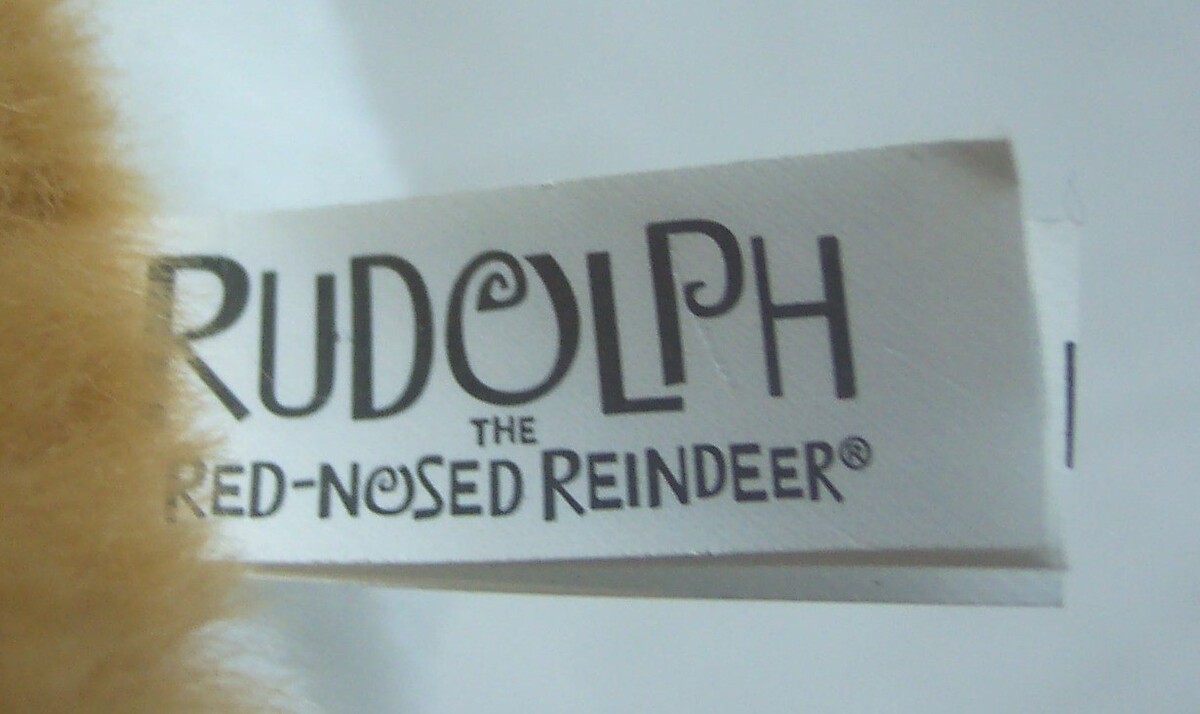 RUDOLPH
THE
RED-NOSED REINDEER®